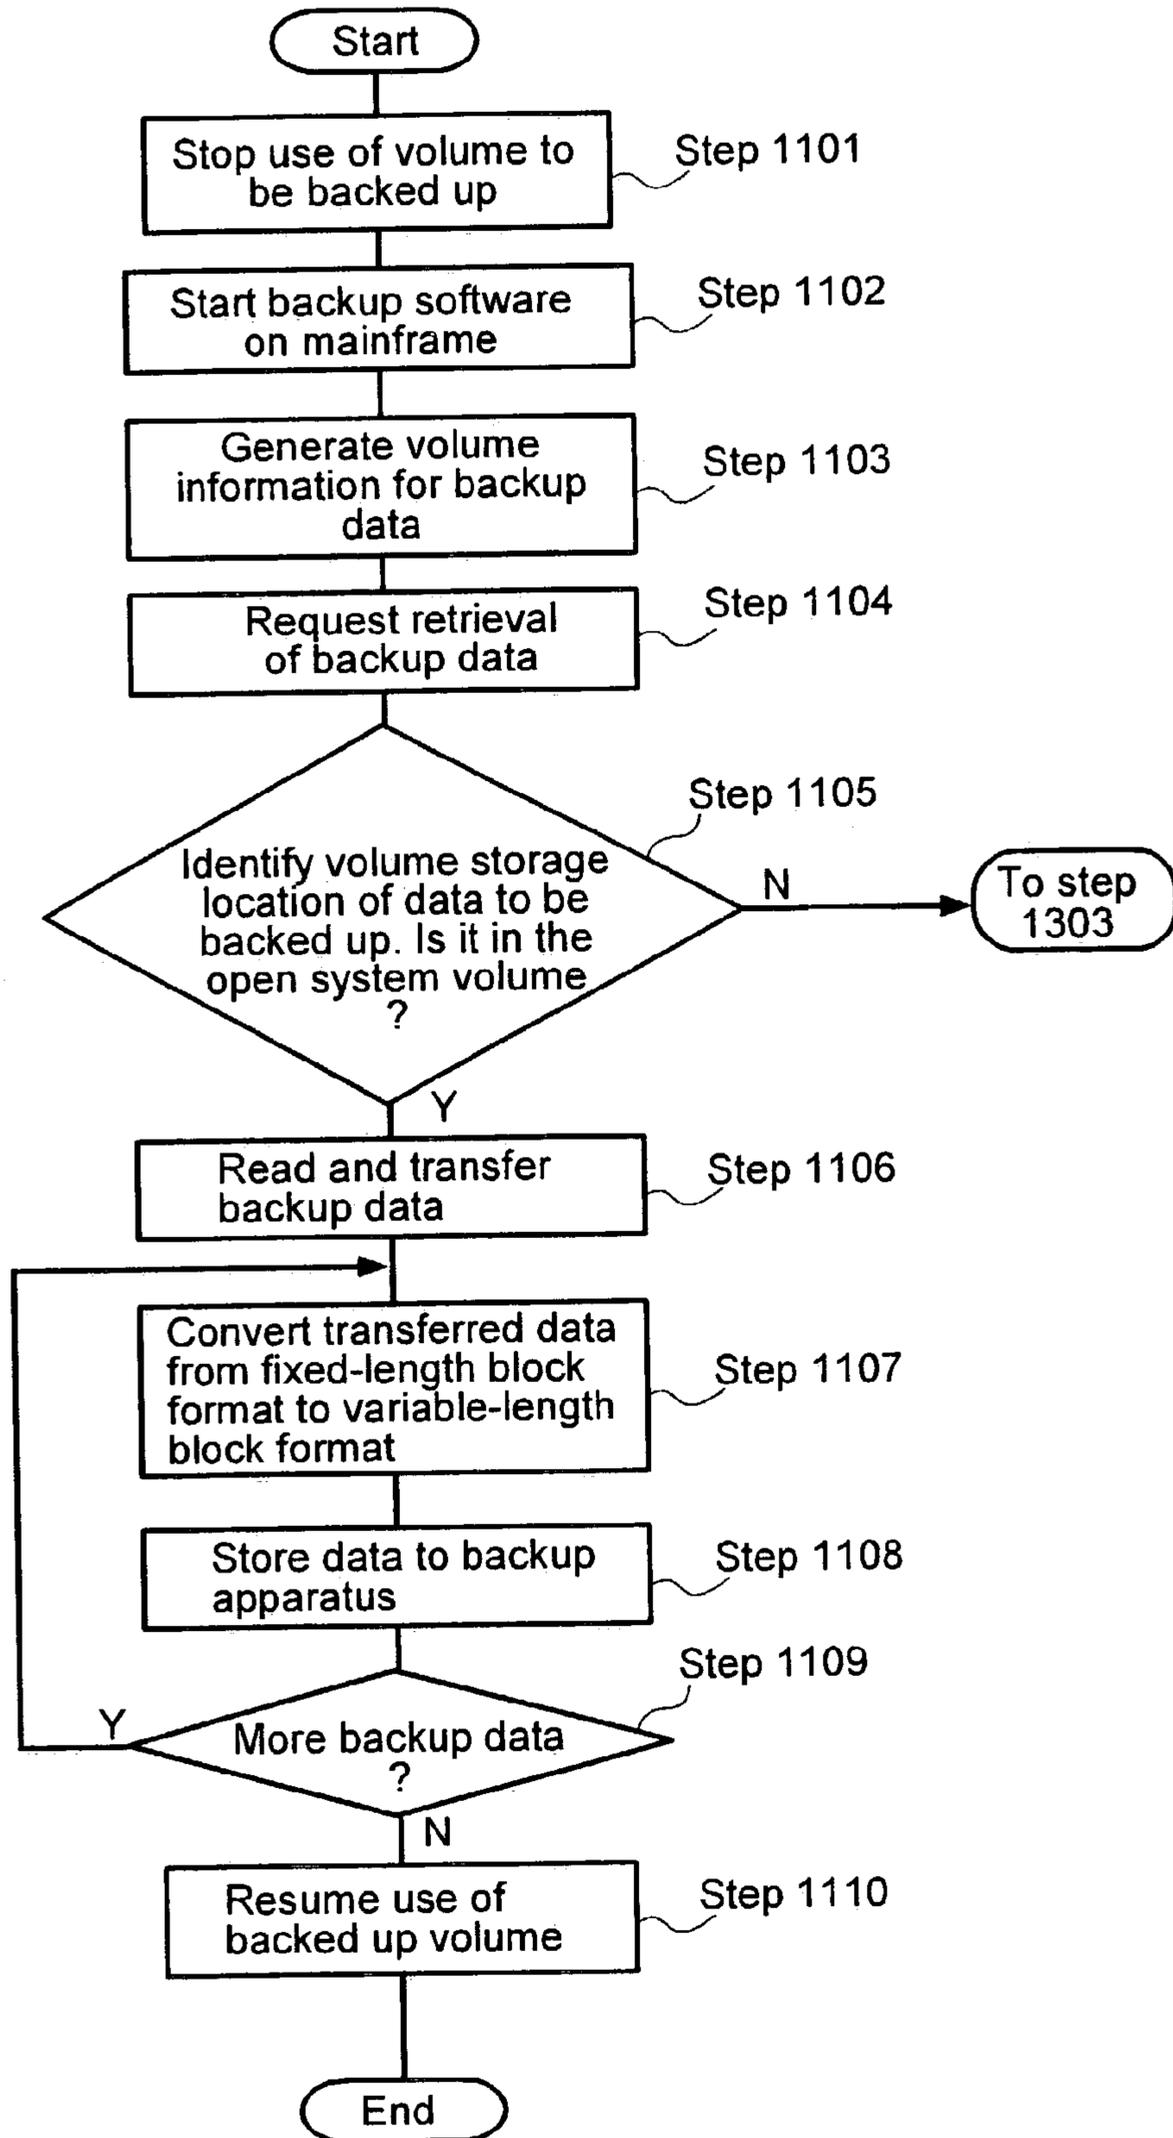 Start
Stop use of volume to
be backed up
Step 1101
Start backup software
on mainframe
Step 1102
Generate volume
information for backup
data
Step 1103
Request retrieval
of backup data
Step 1104
Identify volume storage
location of data to be
backed up. Is it in the
open system volume
?
Step 1105
N
To step
1303
Y
Read and transfer
backup data
Step 1106
Convert transferred data
from fixed-length block
format to variable-length
block format
Step 1107
Store data to backup
apparatus
Step 1108
More backup data
?
Step 1109
Y
N
Resume use of
backed up volume
Step 1110
End